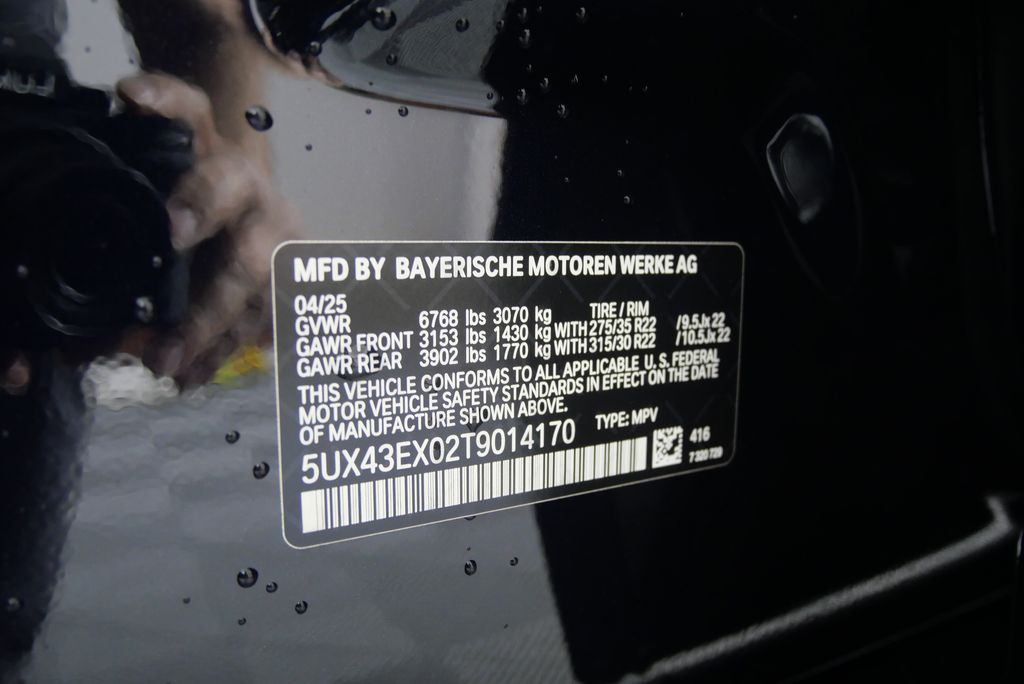 MFD BY BAYERISCHE MOTOREN WERKE AG
04/25 TIRE / RIM
GVWR 6768 lbs 3070 kg
GAWR FRONT 3153 lbs 1430 kg WITH 275/35 R22 /9.5Jx22
GAWR REAR 3902 lbs 1770 kg WITH 315/30 R22 /10.5Jx22
THIS VEHICLE CONFORMS TO ALL APPLICABLE U.S. FEDERAL
MOTOR VEHICLE SAFETY STANDARDS IN EFFECT ON THE DATE
OF MANUFACTURE SHOWN ABOVE.
TYPE: MPV
5UX43EX02T9014170
416
7 320 729